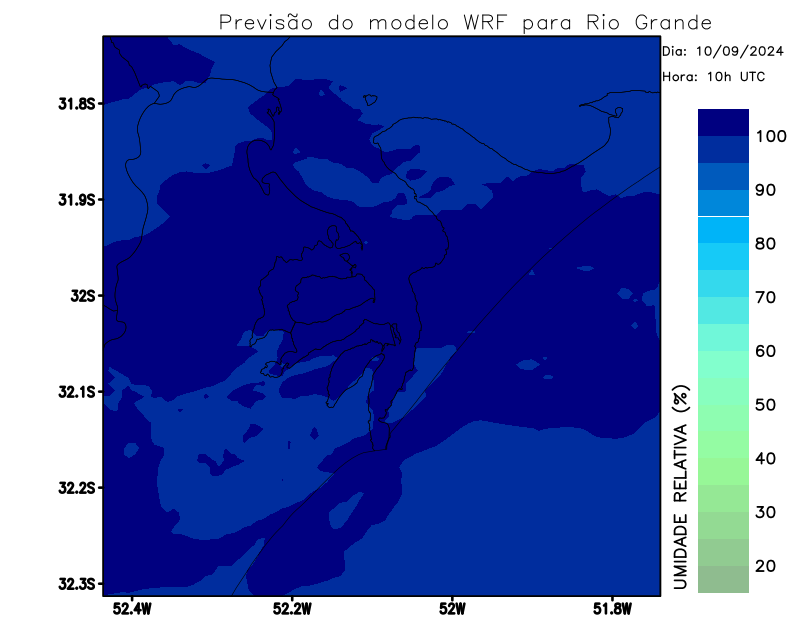 Previsão do modelo WRF para Rio Grande
Dia: 10/09/2024
Hora: 10h UTC
31.8S
31.9S
32S
32.1S
32.2S
32.3S
52.4W
52.2W
52W
51.8W
UMIDADE RELATIVA (%)
100
90
80
70
60
50
40
30
20